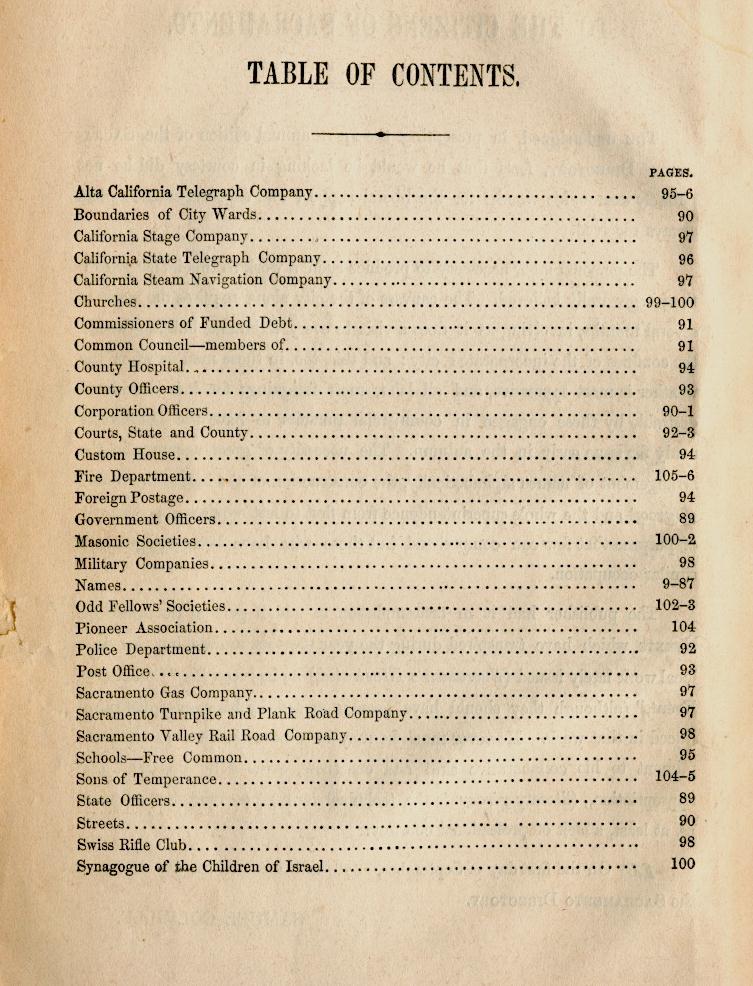 TABLE OF CONTENTS.
PAGES.
Alta California Telegraph Company.......................................... .... 95–6
Boundaries of City Wards...................................................... 90
California Stage Company....................................................... 97
California State Telegraph Company............................................. 96
California Steam Navigation Company............................................ 97
Churches................ ...................................................... 99–100
Commissioners of Funded Debt................................................... 91
Common Council—members of...................................................... 91
County Hospital................................................................ 94
County Officers................................................................ 93
Corporation Officers........................................................... 90–1
Courts, State and County....................................................... 92–3
Custom House................................................................... 94
Fire Department................................................................ 105–6
Foreign Postage................................................................ 94
Government Officers............................................................ 89
Masonic Societies......................................................... ..... 100–2
Military Companies............................................................. 98
Names.......................................................................... 9–87
Odd Fellows' Societies......................................................... 102–3
Pioneer Association............................................................ 104
Police Department.............................................................. 92
Post Office.................................................................... 93
Sacramento Gas Company......................................................... 97
Sacramento Turnpike and Plank Road Company..................................... 97
Sacramento Valley Rail Road Company............................................ 98
Schools—Free Common............................................................ 95
Sons of Temperance............................................................. 104–5
State Officers................................................................. 89
Streets........................................................................ 90
Swiss Rifle Club............................................................... 98
Synagogue of the Children of Israel............................................ 100